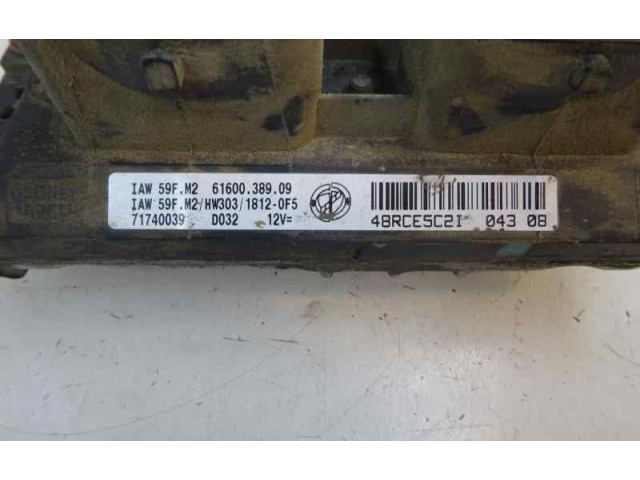 IAW 59F.M2 61600.389.09
IAW 59F.M2/HW303/1812-0F5
71740039 D032 12V=
48RCE5C2I 043 08